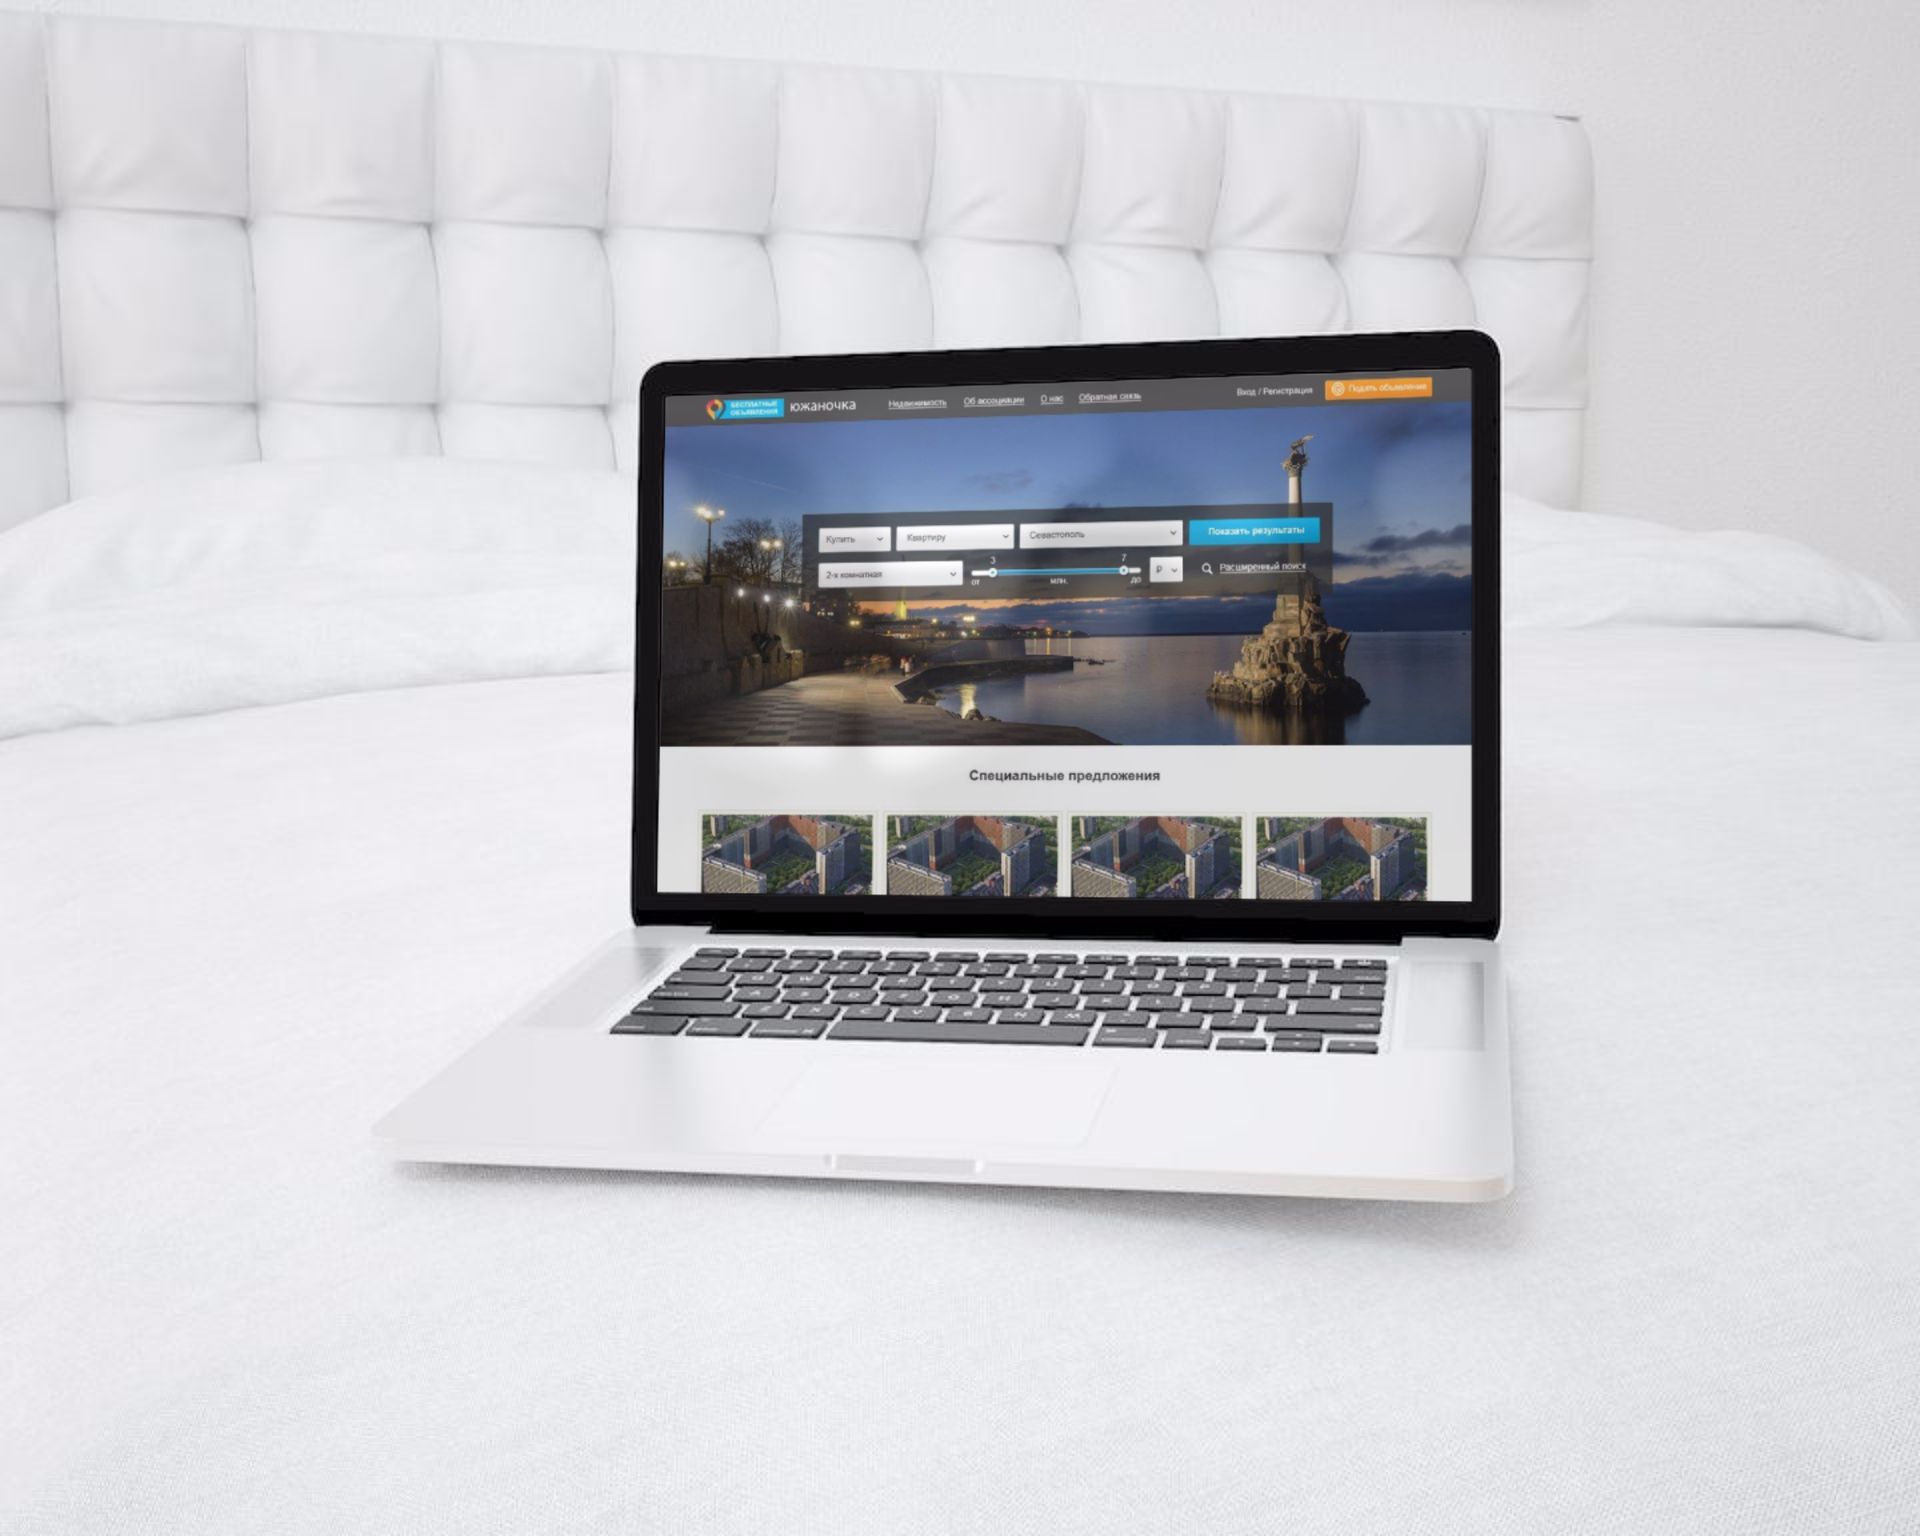 БЕСПЛАТНЫЕ
ОБЪЯВЛЕНИЯ
южаночка
Недвижимость
Об ассоциации
О нас
Обратная связь
Вход / Регистрация
Подать объявление
Купить
Квартиру
Севастополь
Показать результаты
2-х комнатная
3
7
от
млн.
до
₽
Расширенный поиск
Специальные предложения